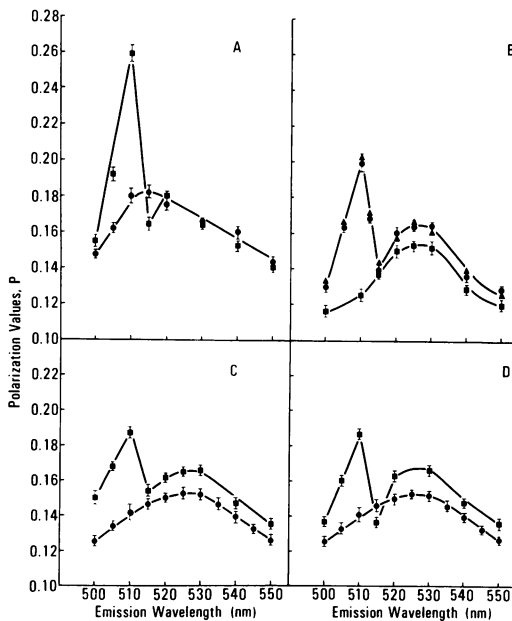 A
B
0.28
0.26
0.24
0.22
0.20
0.18
0.16
0.14
0.12
0.10
Polarization Values, P
C
D
0.22
0.20
0.18
0.16
0.14
0.12
0.10
500 510 520 530 540 550
500 510 520 530 540 550
Emission Wavelength (nm)
Emission Wavelength (nm)